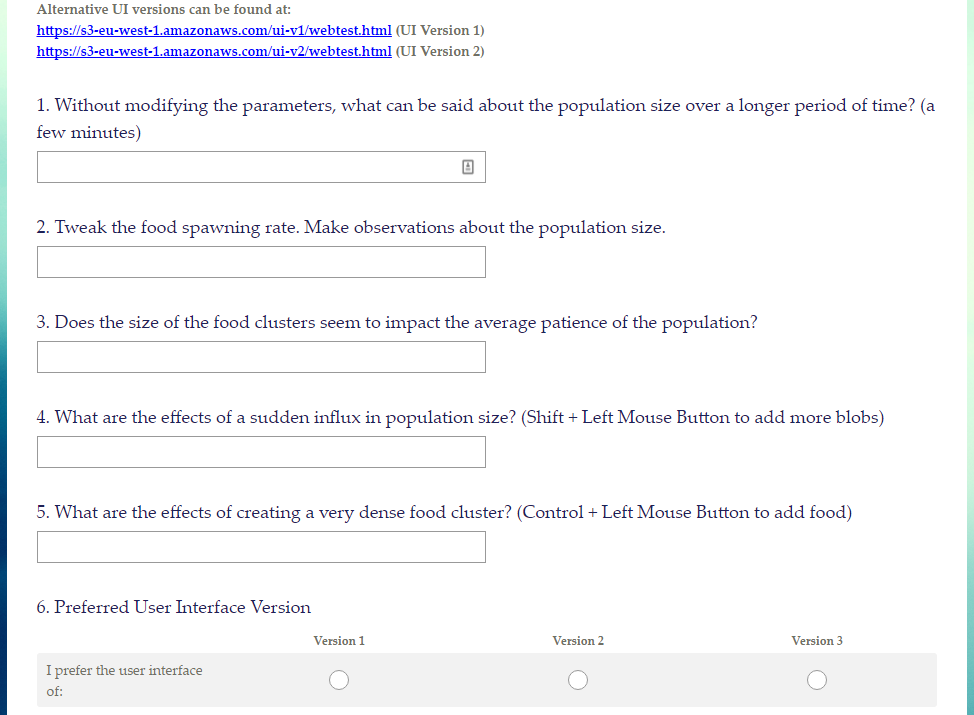 Alternative UI versions can be found at:
https://s3-eu-west-1.amazonaws.com/ui-v1/webtest.html (UI Version 1)
https://s3-eu-west-1.amazonaws.com/ui-v2/webtest.html (UI Version 2)
1. Without modifying the parameters, what can be said about the population size over a longer period of time? (a
few minutes)
2. Tweak the food spawning rate. Make observations about the population size.
3. Does the size of the food clusters seem to impact the average patience of the population?
4. What are the effects of a sudden influx in population size? (Shift + Left Mouse Button to add more blobs)
5. What are the effects of creating a very dense food cluster? (Control + Left Mouse Button to add food)
6. Preferred User Interface Version
Version 1 Version 2 Version 3
I prefer the user interface
of: